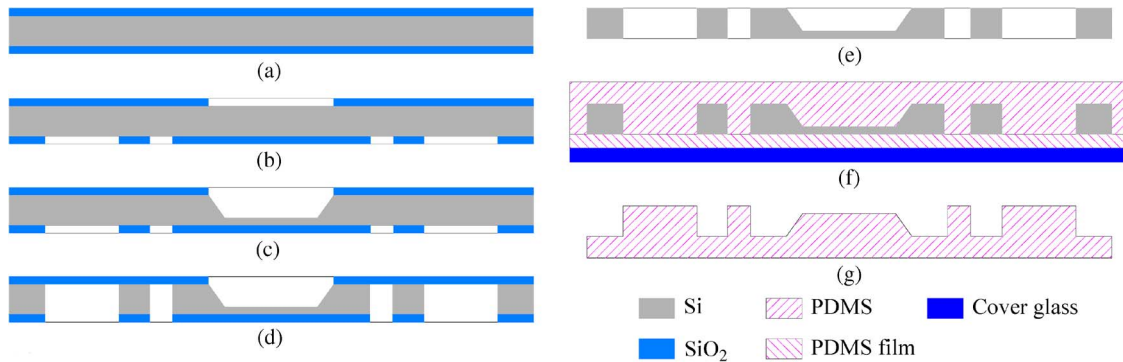 (a)
(b)
(c)
(d)
(e)
(f)
(g)
Si
PDMS
Cover glass
SiO₂
PDMS film